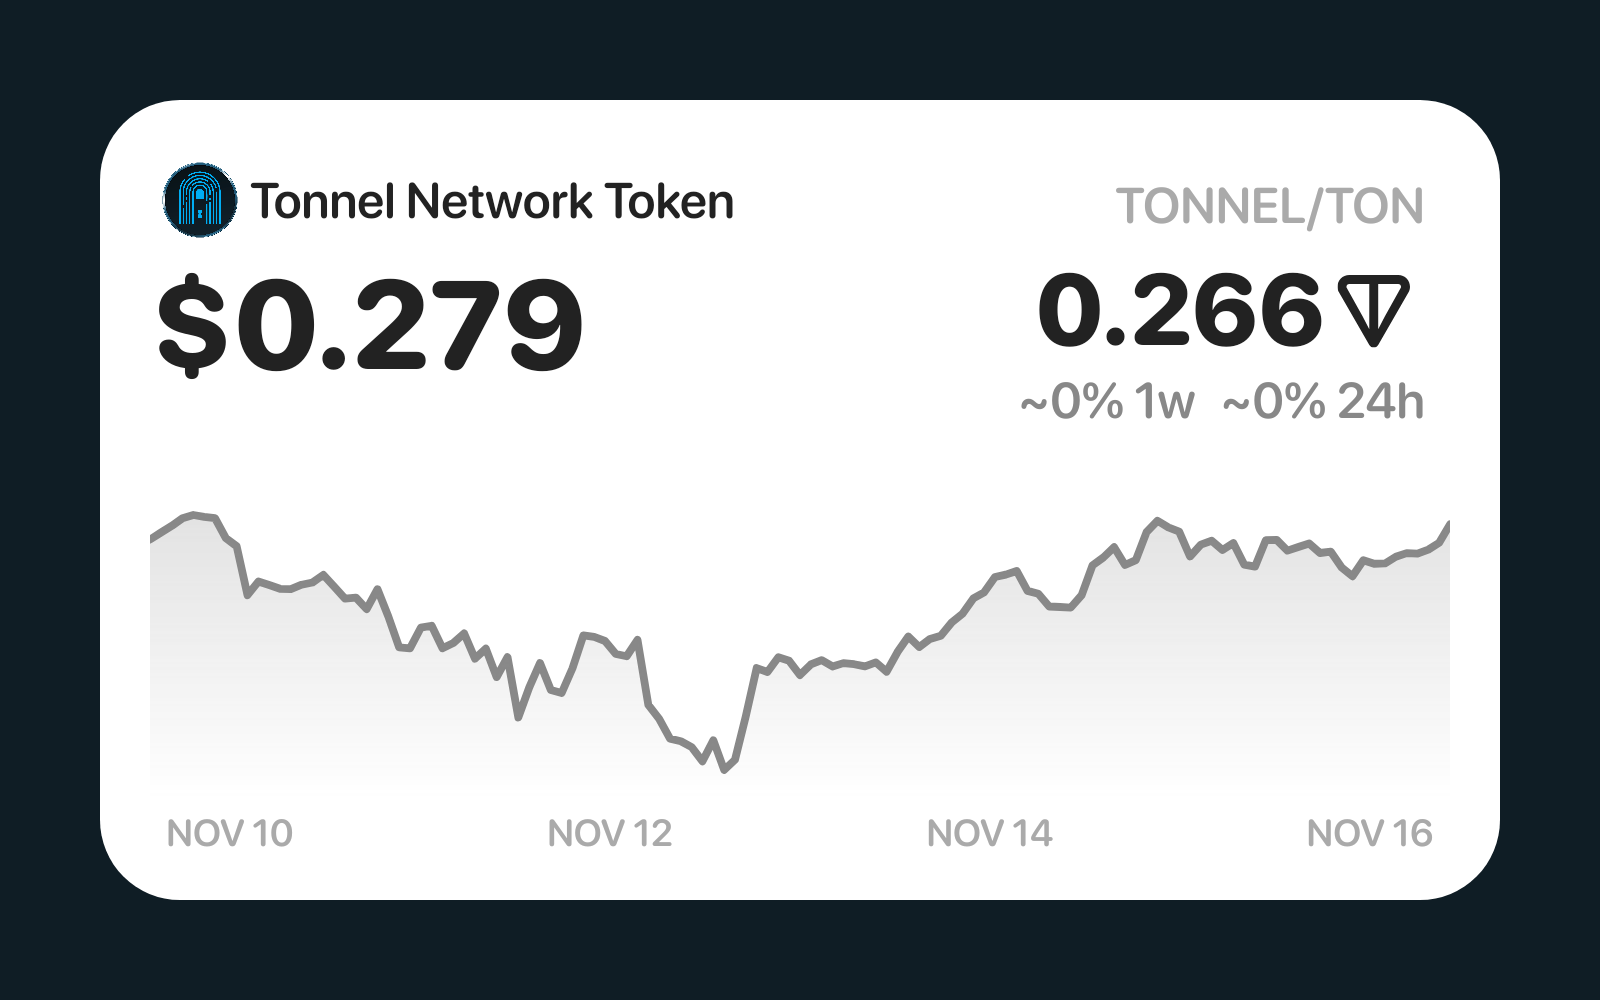 Tonnel Network Token
TONNEL/TON
$0.279
0.266
~0% 1w ~0% 24h
NOV 10
NOV 12
NOV 14
NOV 16